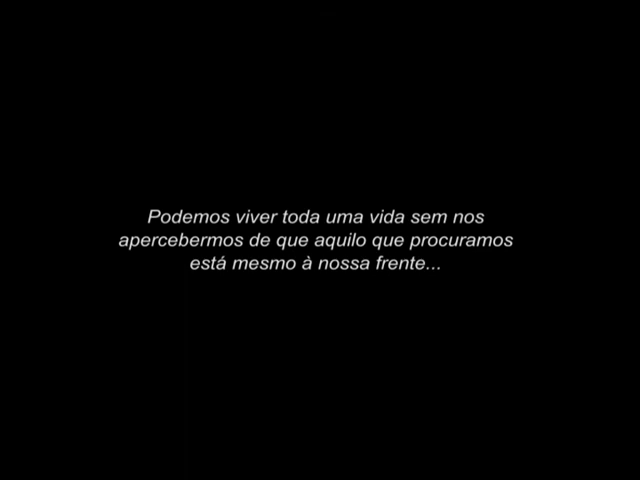 Podemos viver toda uma vida sem nos
apercebermos de que aquilo que procuramos
está mesmo à nossa frente...